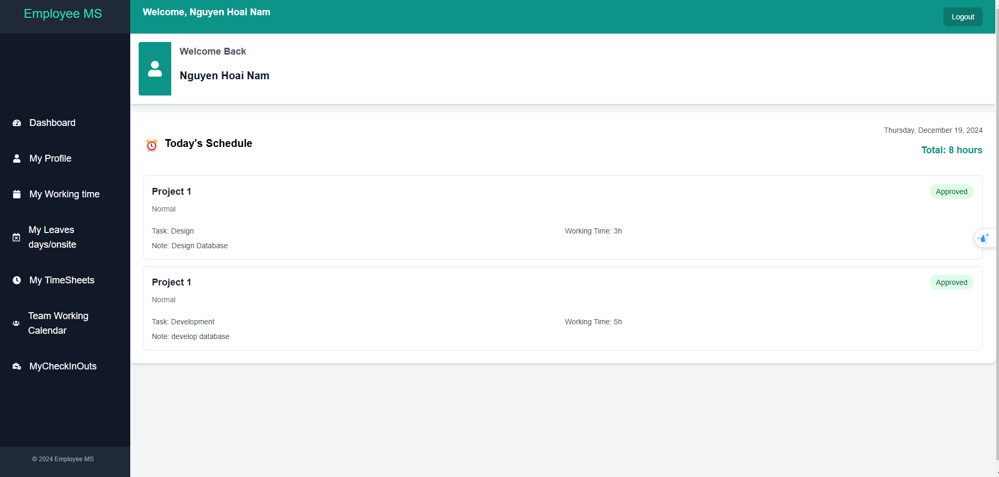 Employee MS
Welcome, Nguyen Hoai Nam
Logout
Welcome Back
Nguyen Hoai Nam
Dashboard
My Profile
My Working time
My Leaves
days/onsite
My TimeSheets
Team Working
Calendar
MyCheckInOuts
© 2024 Employee MS
Today's Schedule
Thursday, December 19, 2024
Total: 8 hours
Project 1
Approved
Normal
Task: Design
Working Time: 3h
Note: Design Database
Project 1
Approved
Normal
Task: Development
Working Time: 5h
Note: develop database